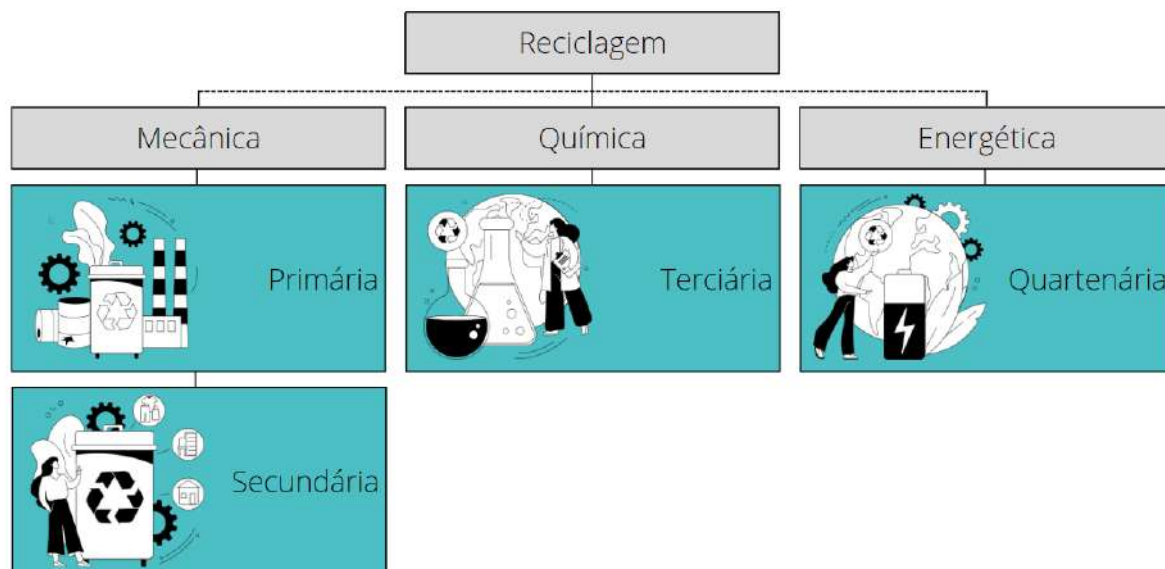 Reciclagem
Mecânica
Química
Energética
Primária
Terciária
Quartenária
Secundária